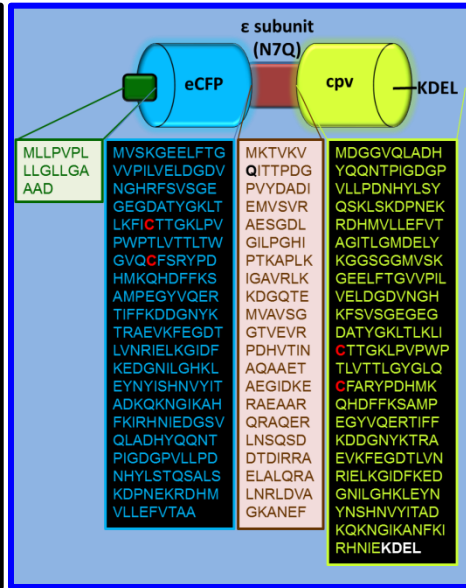 ε subunit
(N7Q)
eCFP
cpv
KDEL
MLLPVPL
LLGLLGA
AAD
MVSKGEELFTG
VVPILVELDGDV
NGHRFSVSGE
GEGDATYGKLT
LKFICTTGKLPV
PWPTLVTTLTW
GVQCFSRYPD
HMKQHDFFKS
AMPEGYVQER
TIFFKDDGNYK
TRAEVKFEGDT
LVNRIELKGIDF
KEDGNILGHKL
EYNYISHNVYIT
ADKQKNGIKAH
FKIRHNIEDGSV
QLADHYQQNT
PIGDGPVLLPD
NHYLSTQSALS
KDPNEKRDHM
VLLEFVTAA
MKTVKV
QITTPDG
PVYDADI
EMVSVR
AESGDL
GILPGHI
PTKAPLK
IGAVRLK
KDGQTE
MVAVSG
GTVEVR
PDHVTIN
AQAAET
AEGIDKE
RAEAAR
QRAQER
LNSQSD
DTDIRRA
ELALQRA
LNRLDVA
GKANEF
MDGGVQLADH
YQQNTPIGDGP
VLLPDNHYLSY
QSKLSKDPNEK
RDHMVLLEFVT
AGITLGMDELY
KGGSGGMVSK
GEELFTGVVPIL
VELDGDVNGH
KFSVSGEGEG
DATYGKLTLKLI
CTTGKLPVPWP
TLVTTLGYGLQ
CFARYPDHMK
QHDFFKSAMP
EGYVQERTIFF
KDDGNYKTRA
EVKFEGDTLVN
RIELKGIDFKED
GNILGHKLEYN
YNSHNVYITAD
KQKNGIKANFKI
RHNIEKDEL